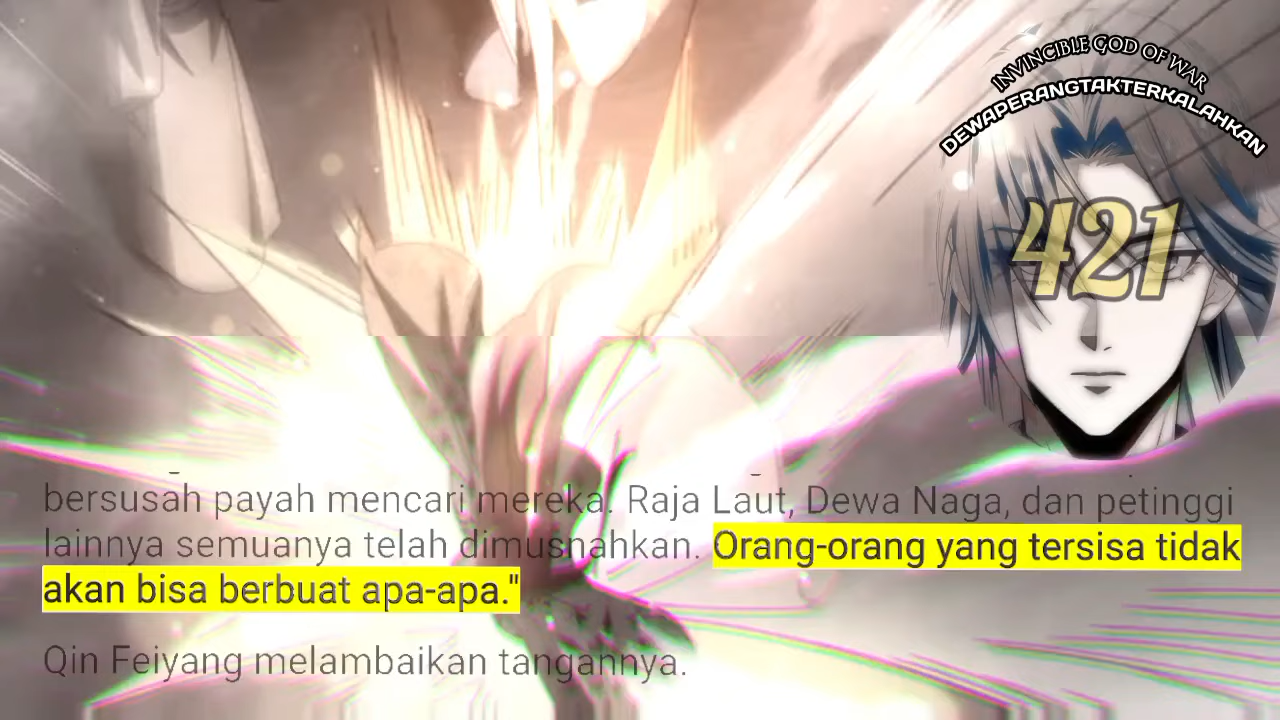 INVINCIBLE GOD OF WAR
DEWAPERANGTAKTERKALAHKAN
421
bersusah payah mencari mereka. Raja Laut, Dewa Naga, dan petinggi
lainnya semuanya telah dimusnahkan. Orang-orang yang tersisa tidak
akan bisa berbuat apa-apa."
Qin Feiyang melambaikan tangannya.